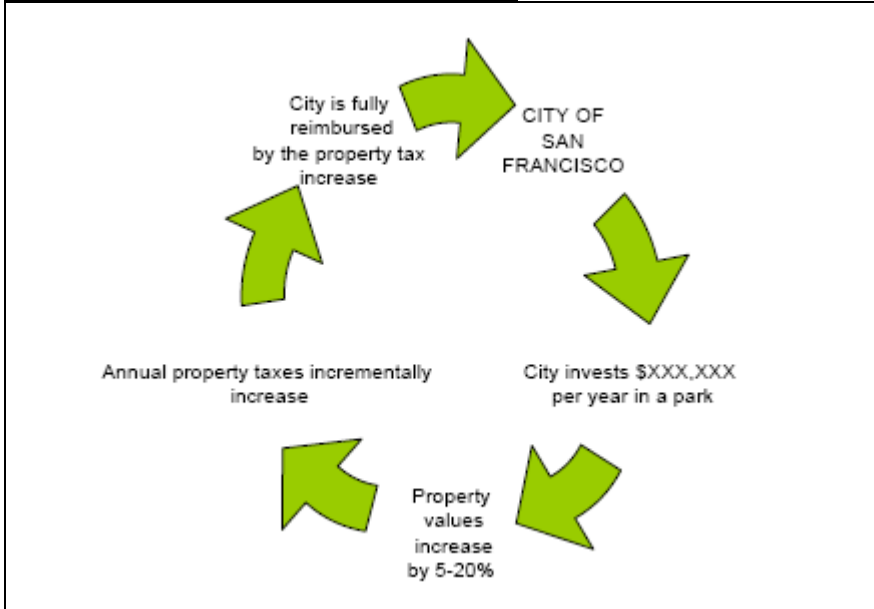 City is fully
reimbursed
by the property tax
increase
CITY OF
SAN
FRANCISCO
Annual property taxes incrementally
increase
City invests $XXX,XXX
per year in a park
Property
values
increase
by 5-20%